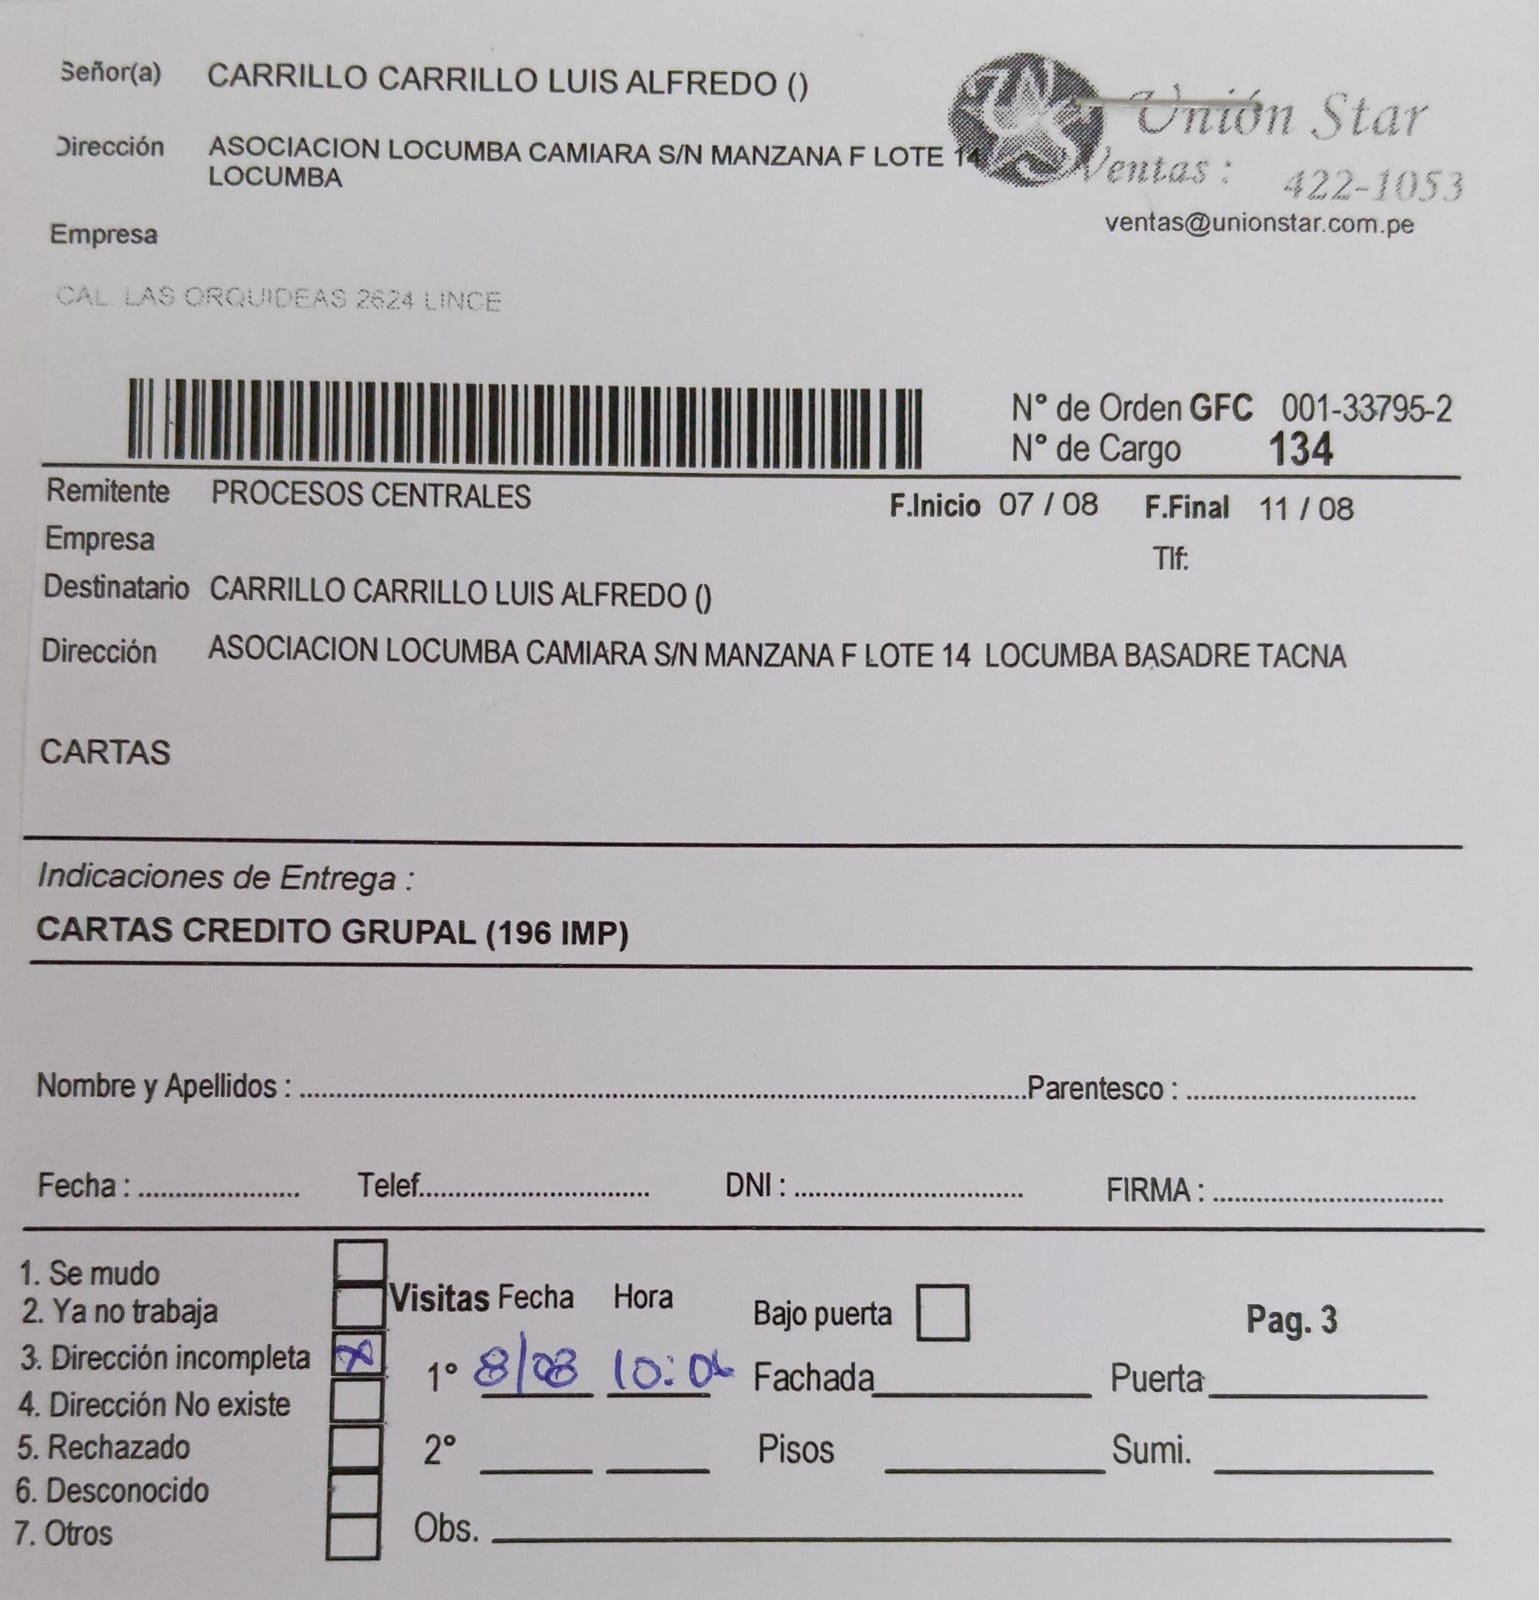 Señor(a) CARRILLO CARRILLO LUIS ALFREDO ()
Dirección ASOCIACION LOCUMBA CAMIARA S/N MANZANA F LOTE 14
LOCUMBA
Unión Star
Ventas : 422-1053
ventas@unionstar.com.pe
Empresa
CAL LAS ORQUIDEAS 2624 LINCE
N° de Orden GFC 001-33795-2
N° de Cargo 134
Remitente PROCESOS CENTRALES F.Inicio 07 / 08 F.Final 11 / 08
Empresa Tlf:
Destinatario CARRILLO CARRILLO LUIS ALFREDO ()
Dirección ASOCIACION LOCUMBA CAMIARA S/N MANZANA F LOTE 14 LOCUMBA BASADRE TACNA
CARTAS
Indicaciones de Entrega :
CARTAS CREDITO GRUPAL (196 IMP)
Nombre y Apellidos : ........................ Parentesco : ............
Fecha : ............ Telef............. DNI : ............ FIRMA : ............
1. Se mudo
2. Ya no trabaja
3. Dirección incompleta X
4. Dirección No existe
5. Rechazado
6. Desconocido
7. Otros
Visitas Fecha Hora Bajo puerta Pag. 3
1° 8/08 Fachada Puerta
2° Pisos Sumi.
Obs.